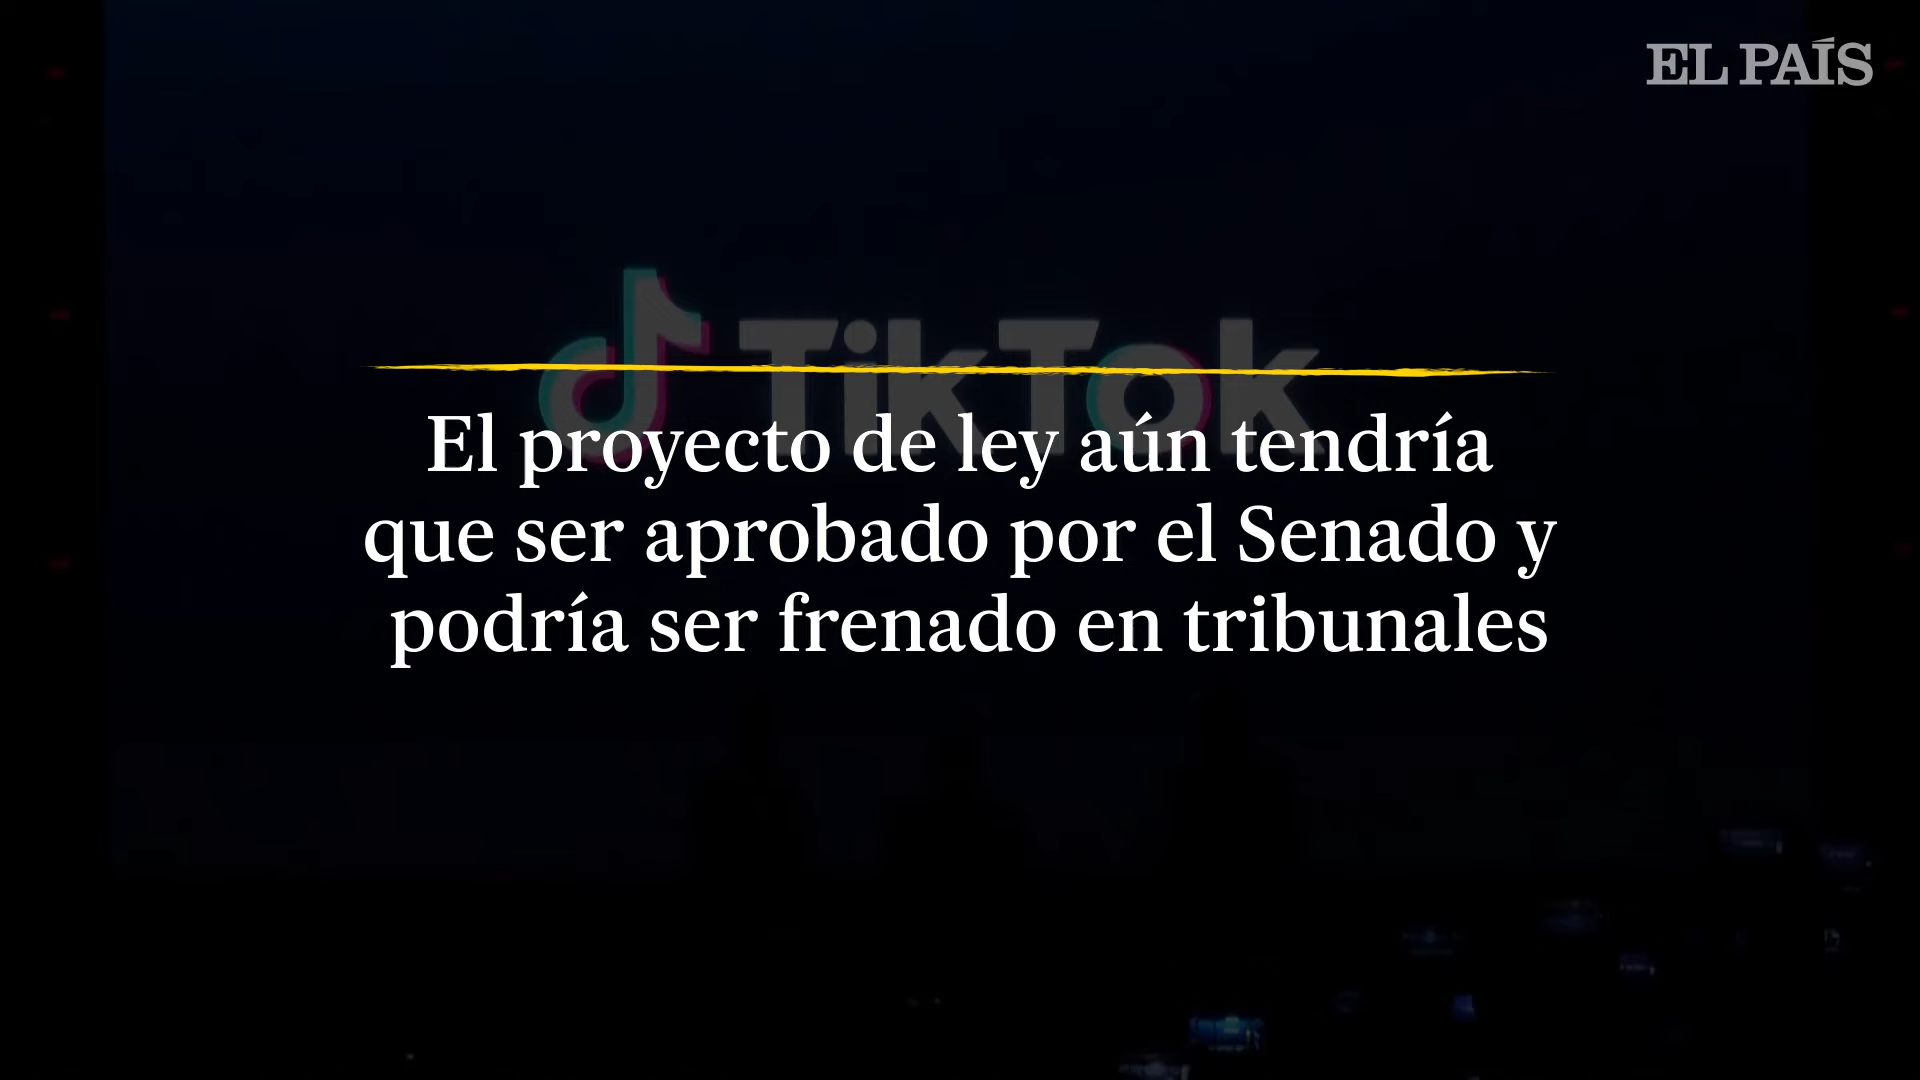 EL PAÍS
TikTok
El proyecto de ley aún tendría
que ser aprobado por el Senado y
podría ser frenado en tribunales